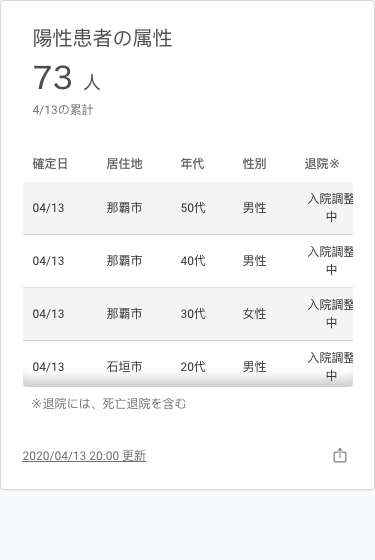 陽性患者の属性
73 人
4/13の累計
確定日 居住地 年代 性別 退院※
04/13 那覇市 50代 男性 入院調整中
04/13 那覇市 40代 男性 入院調整中
04/13 那覇市 30代 女性 入院調整中
04/13 石垣市 20代 男性 入院調整中
※退院には、死亡退院を含む
2020/04/13 20:00 更新